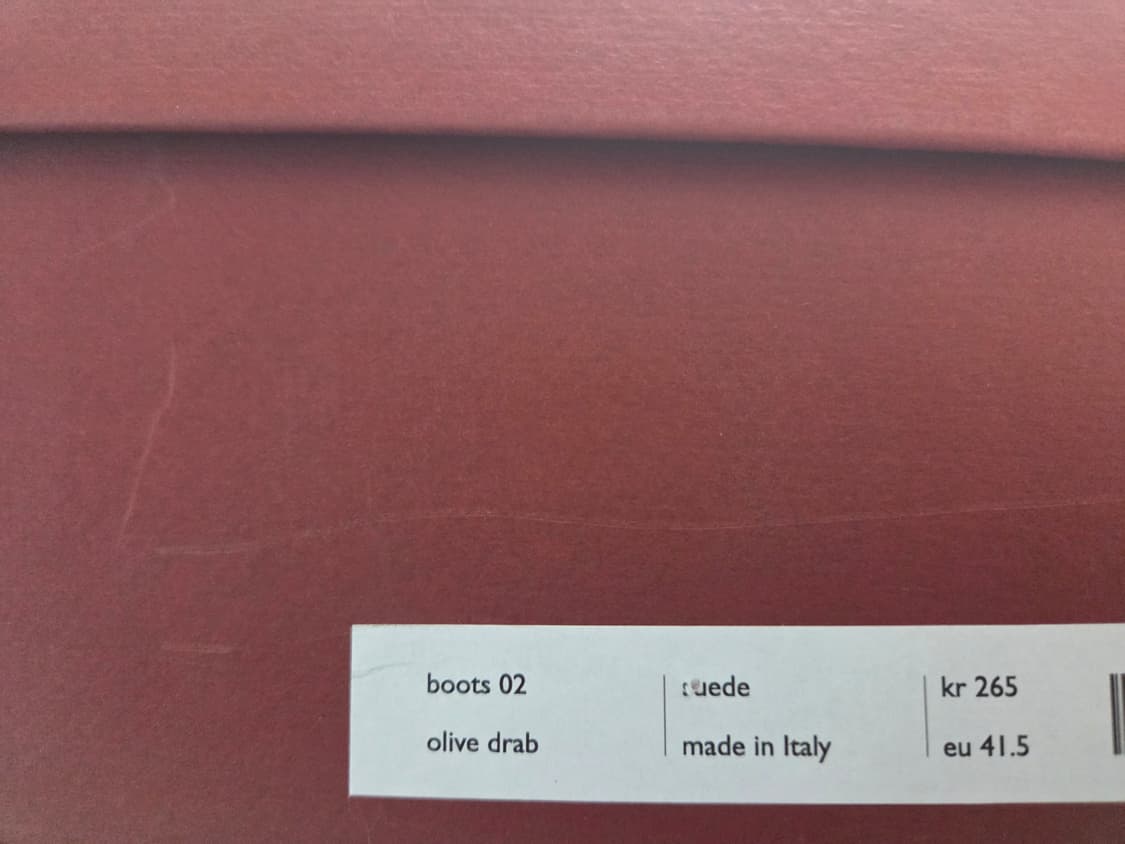 boots 02
olive drab
suede
made in Italy
kr 265
eu 41.5